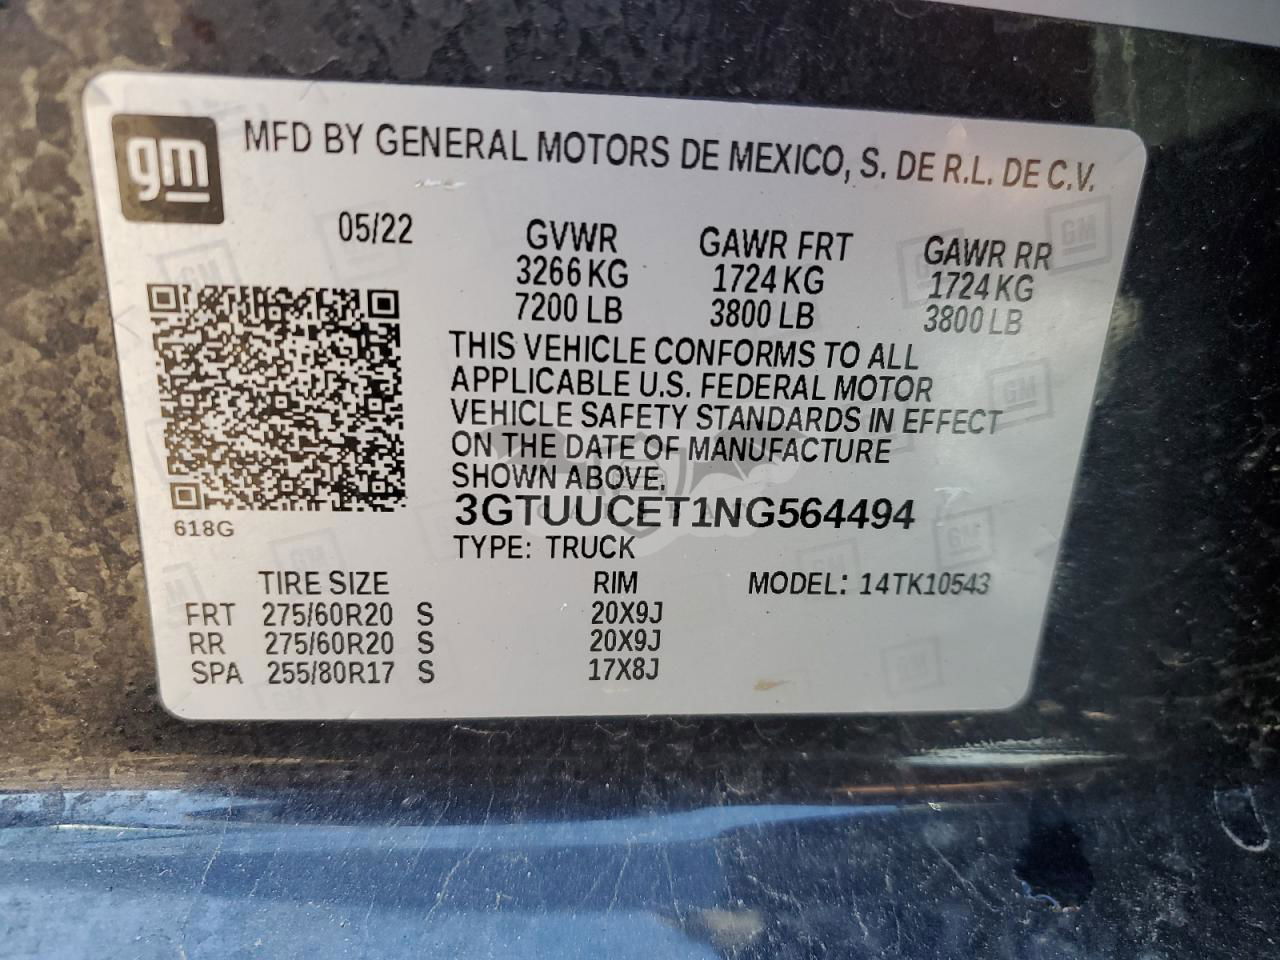 gm
MFD BY GENERAL MOTORS DE MEXICO, S. DE R.L. DE C.V.
05/22
GVWR GAWR FRT GAWR RR
3266 KG 1724 KG 1724 KG
7200 LB 3800 LB 3800 LB
THIS VEHICLE CONFORMS TO ALL
APPLICABLE U.S. FEDERAL MOTOR
VEHICLE SAFETY STANDARDS IN EFFECT
ON THE DATE OF MANUFACTURE
SHOWN ABOVE.
3GTUUCET1NG564494
618G
TYPE: TRUCK
TIRE SIZE RIM MODEL: 14TK10543
FRT 275/60R20 S 20X9J
RR 275/60R20 S 20X9J
SPA 255/80R17 S 17X8J